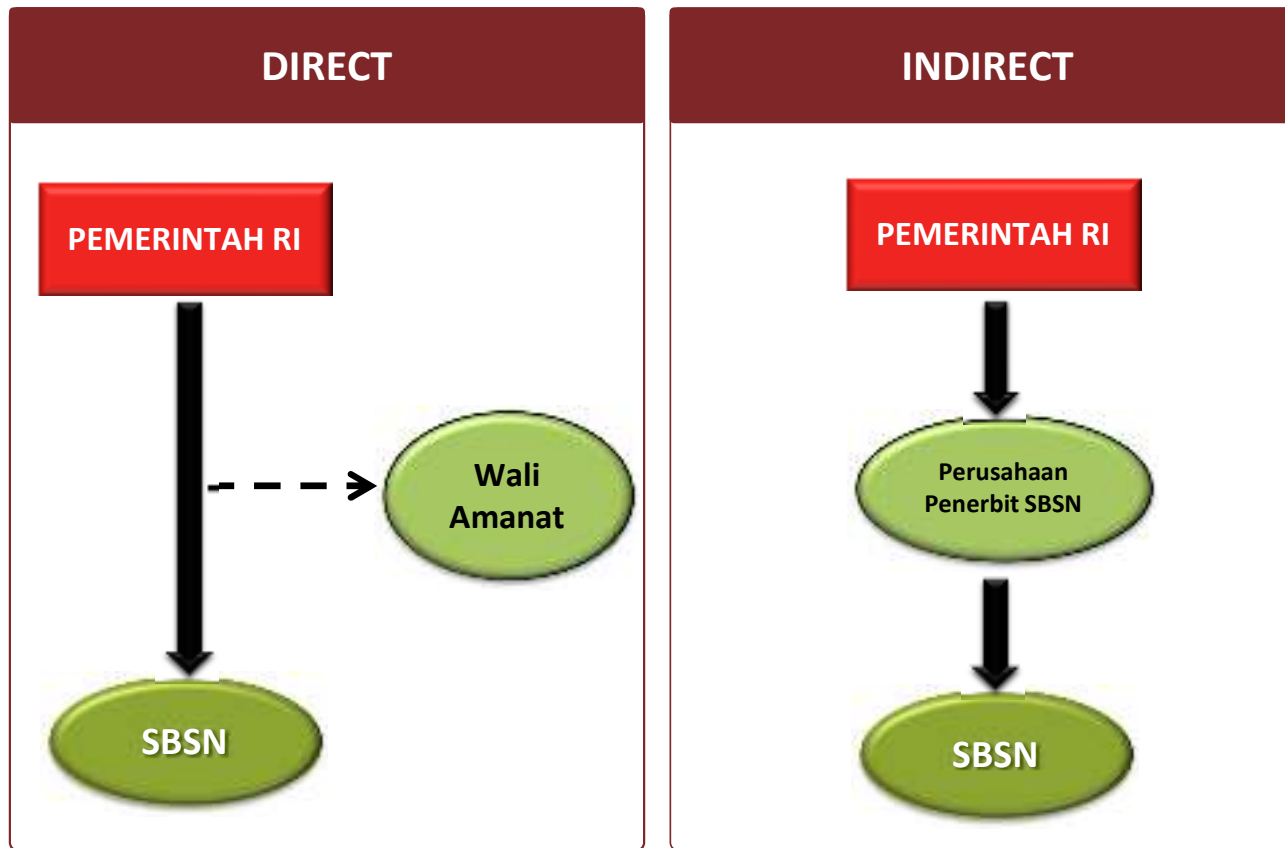 DIRECT
PEMERINTAH RI
Wali
Amanat
SBSN
INDIRECT
PEMERINTAH RI
Perusahaan
Penerbit SBSN
SBSN